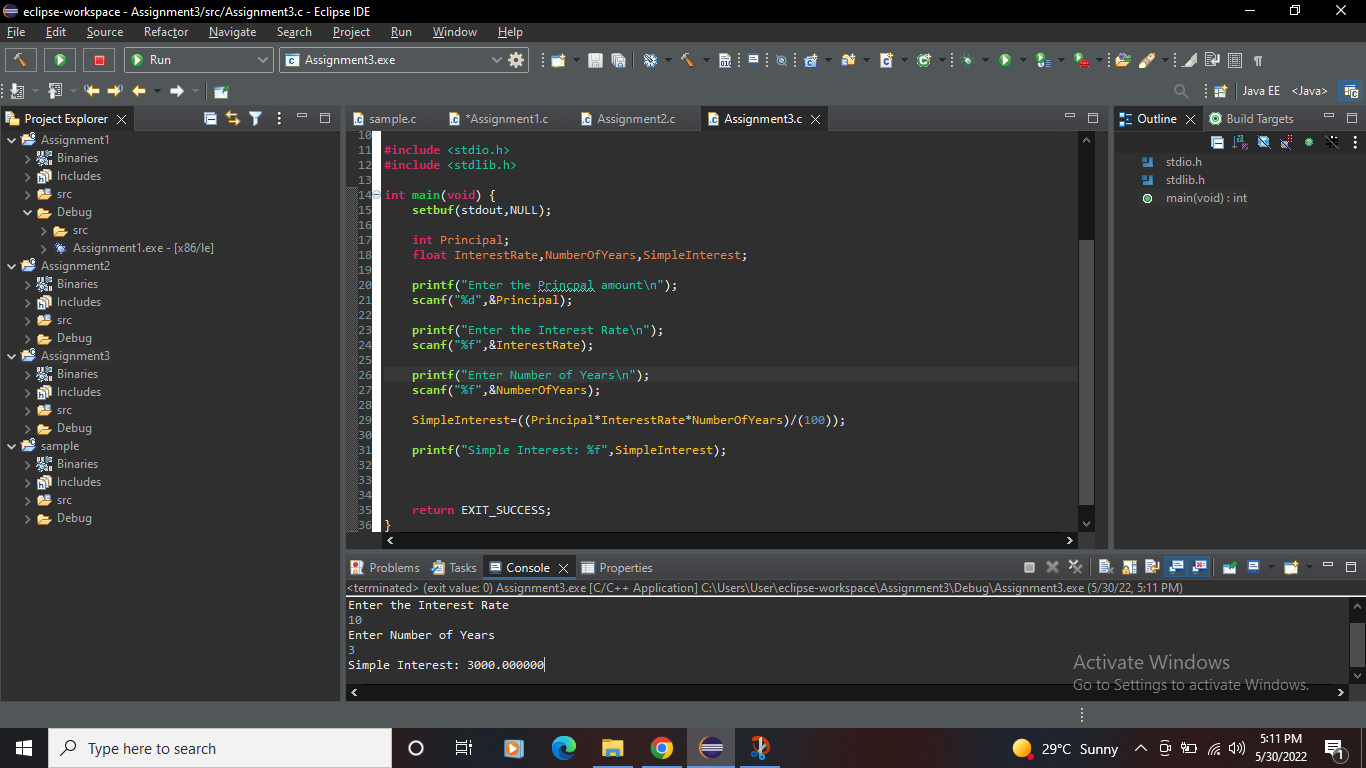 eclipse-workspace - Assignment3/src/Assignment3.c - Eclipse IDE
File Edit Source Refactor Navigate Search Project Run Window Help
Run Assignment3.exe
Java EE <Java>
Project Explorer
Assignment1
Binaries
Includes
src
Debug
src
Assignment1.exe - [x86/le]
Assignment2
Binaries
Includes
src
Debug
Assignment3
Binaries
Includes
src
Debug
sample
Binaries
Includes
src
Debug
sample.c *Assignment1.c Assignment2.c Assignment3.c
10
11 #include <stdio.h>
12 #include <stdlib.h>
13
14 int main(void) {
15 setbuf(stdout,NULL);
16
17 int Principal;
18 float InterestRate,NumberOfYears,SimpleInterest;
19
20 printf("Enter the Princpal amount\n");
21 scanf("%d",&Principal);
22
23 printf("Enter the Interest Rate\n");
24 scanf("%f",&InterestRate);
25
26 printf("Enter Number of Years\n");
27 scanf("%f",&NumberOfYears);
28
29 SimpleInterest=((Principal*InterestRate*NumberOfYears)/(100));
30
31 printf("Simple Interest: %f",SimpleInterest);
32
33
34
35 return EXIT_SUCCESS;
36 }
Outline Build Targets
stdio.h
stdlib.h
main(void) : int
Problems Tasks Console Properties
<terminated> (exit value: 0) Assignment3.exe [C/C++ Application] C:\Users\User\eclipse-workspace\Assignment3\Debug\Assignment3.exe (5/30/22, 5:11 PM)
Enter the Interest Rate
10
Enter Number of Years
3
Simple Interest: 3000.000000
Activate Windows
Go to Settings to activate Windows.
Type here to search
29°C Sunny
5:11 PM
5/30/2022
1